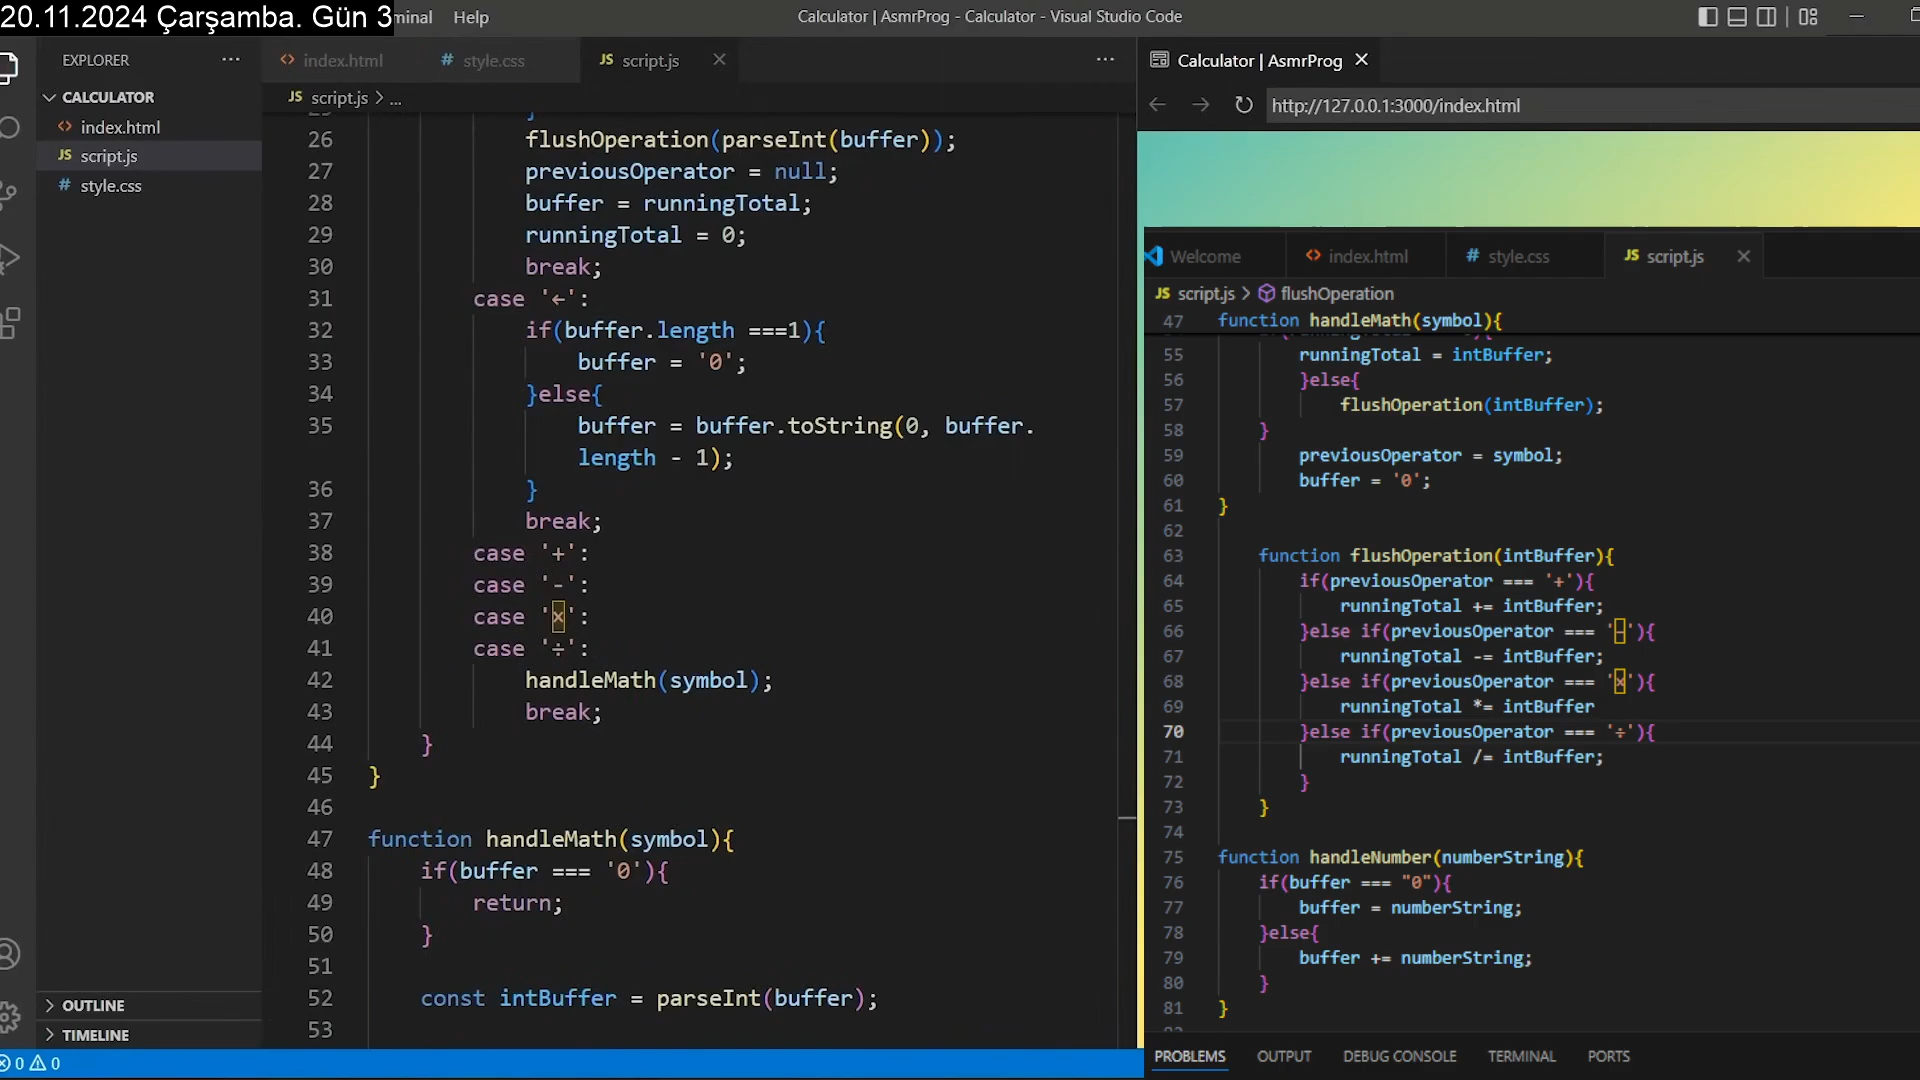 20.11.2024 Çarşamba. Gün 3
minal Help
Calculator | AsmrProg - Calculator - Visual Studio Code
EXPLORER
CALCULATOR
index.html
script.js
style.css
OUTLINE
TIMELINE
0 0
index.html
style.css
JS script.js
JS script.js > ...
26 flushOperation(parseInt(buffer));
27 previousOperator = null;
28 buffer = runningTotal;
29 runningTotal = 0;
30 break;
31 case '←':
32 if(buffer.length ===1){
33 buffer = '0';
34 }else{
35 buffer = buffer.toString(0, buffer.
length - 1);
36 }
37 break;
38 case '+':
39 case '-':
40 case '×':
41 case '÷':
42 handleMath(symbol);
43 break;
44 }
45 }
46
47 function handleMath(symbol){
48 if(buffer === '0'){
49 return;
50 }
51
52 const intBuffer = parseInt(buffer);
53
Calculator | AsmrProg
http://127.0.0.1:3000/index.html
Welcome
index.html
style.css
JS script.js
JS script.js > flushOperation
47 function handleMath(symbol){
55 runningTotal = intBuffer;
56 }else{
57 flushOperation(intBuffer);
58 }
59 previousOperator = symbol;
60 buffer = '0';
61 }
62
63 function flushOperation(intBuffer){
64 if(previousOperator === '+'){
65 runningTotal += intBuffer;
66 }else if(previousOperator === '-'){
67 runningTotal -= intBuffer;
68 }else if(previousOperator === '×'){
69 runningTotal *= intBuffer
70 }else if(previousOperator === '÷'){
71 runningTotal /= intBuffer;
72 }
73 }
74
75 function handleNumber(numberString){
76 if(buffer === "0"){
77 buffer = numberString;
78 }else{
79 buffer += numberString;
80 }
81 }
PROBLEMS OUTPUT DEBUG CONSOLE TERMINAL PORTS